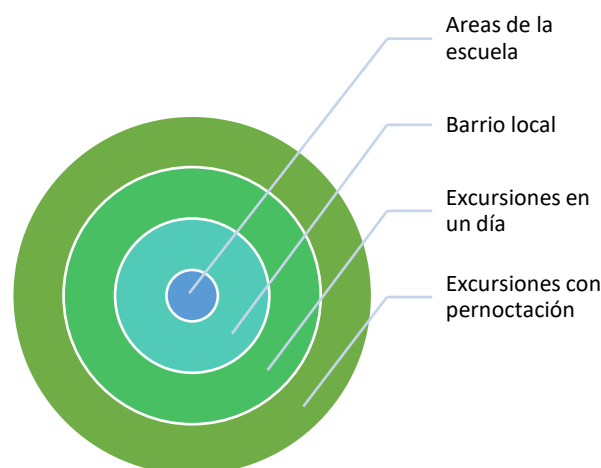 Areas de la
escuela
Barrio local
Excursiones en
un día
Excursiones con
pernoctación